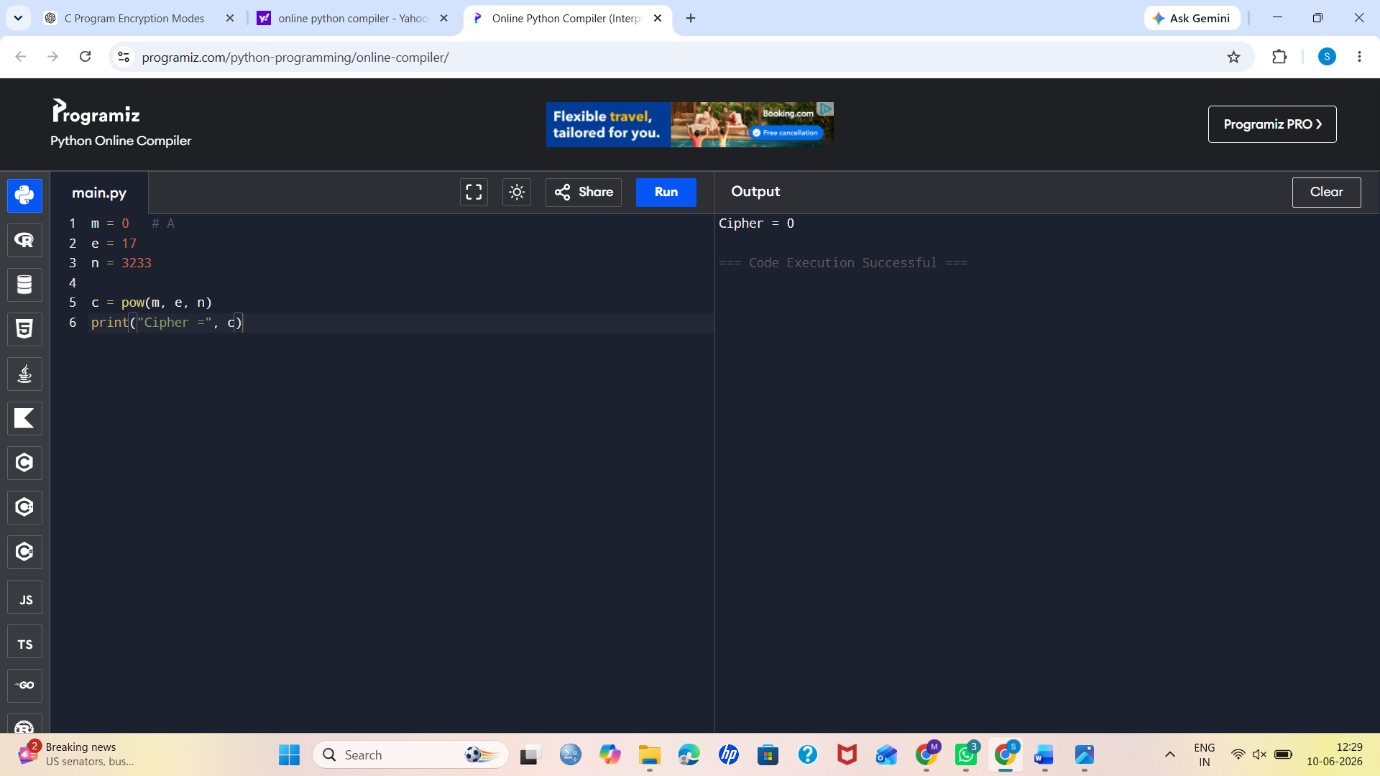 C Program Encryption Modes
online python compiler - Yahoo
Online Python Compiler (Interp
Ask Gemini
programiz.com/python-programming/online-compiler/
S
Programiz
Python Online Compiler
Flexible travel,
tailored for you.
Booking.com
Free cancellation
Programiz PRO
main.py
Share
Run
Output
Clear
1 m = 0 # A
2 e = 17
3 n = 3233
4
5 c = pow(m, e, n)
6 print("Cipher =", c)
Cipher = 0
=== Code Execution Successful ===
JS
TS
GO
2
Breaking news
US senators, bus...
Search
hp
M
3
S
W
ENG
IN
12:29
10-06-2026